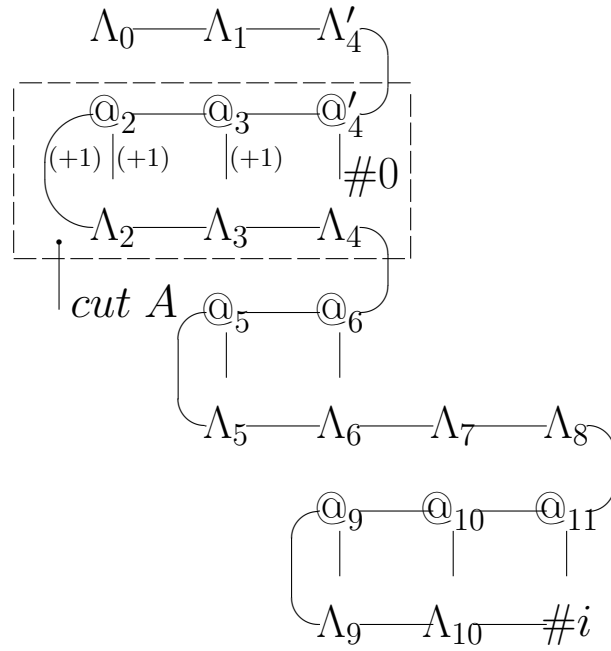 Λ₀ Λ₁ Λ′₄
@₂ @₃ @′₄
(+1) (+1) (+1) #0
Λ₂ Λ₃ Λ₄
cut A @₅ @₆
Λ₅ Λ₆ Λ₇ Λ₈
@₉ @₁₀ @₁₁
Λ₉ Λ₁₀ #i